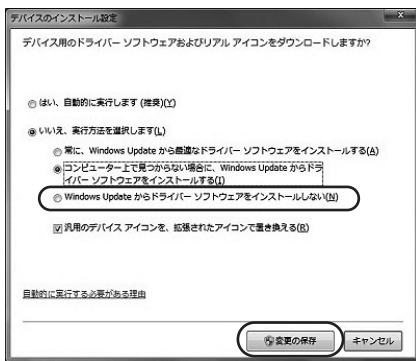 デバイスのインストール設定
デバイス用のドライバー ソフトウェアおよびリアル アイコンをダウンロードしますか?
はい、自動的に実行します (推奨)(Y)
いいえ、実行方法を選択します(L)
常に、Windows Update から最適なドライバー ソフトウェアをインストールする(A)
コンピューター上で見つからない場合に、Windows Update からドラ
イバー ソフトウェアをインストールする(I)
Windows Update からドライバー ソフトウェアをインストールしない(N)
汎用のデバイス アイコンを、拡張されたアイコンで置き換える(R)
自動的に実行する必要がある理由
変更の保存
キャンセル